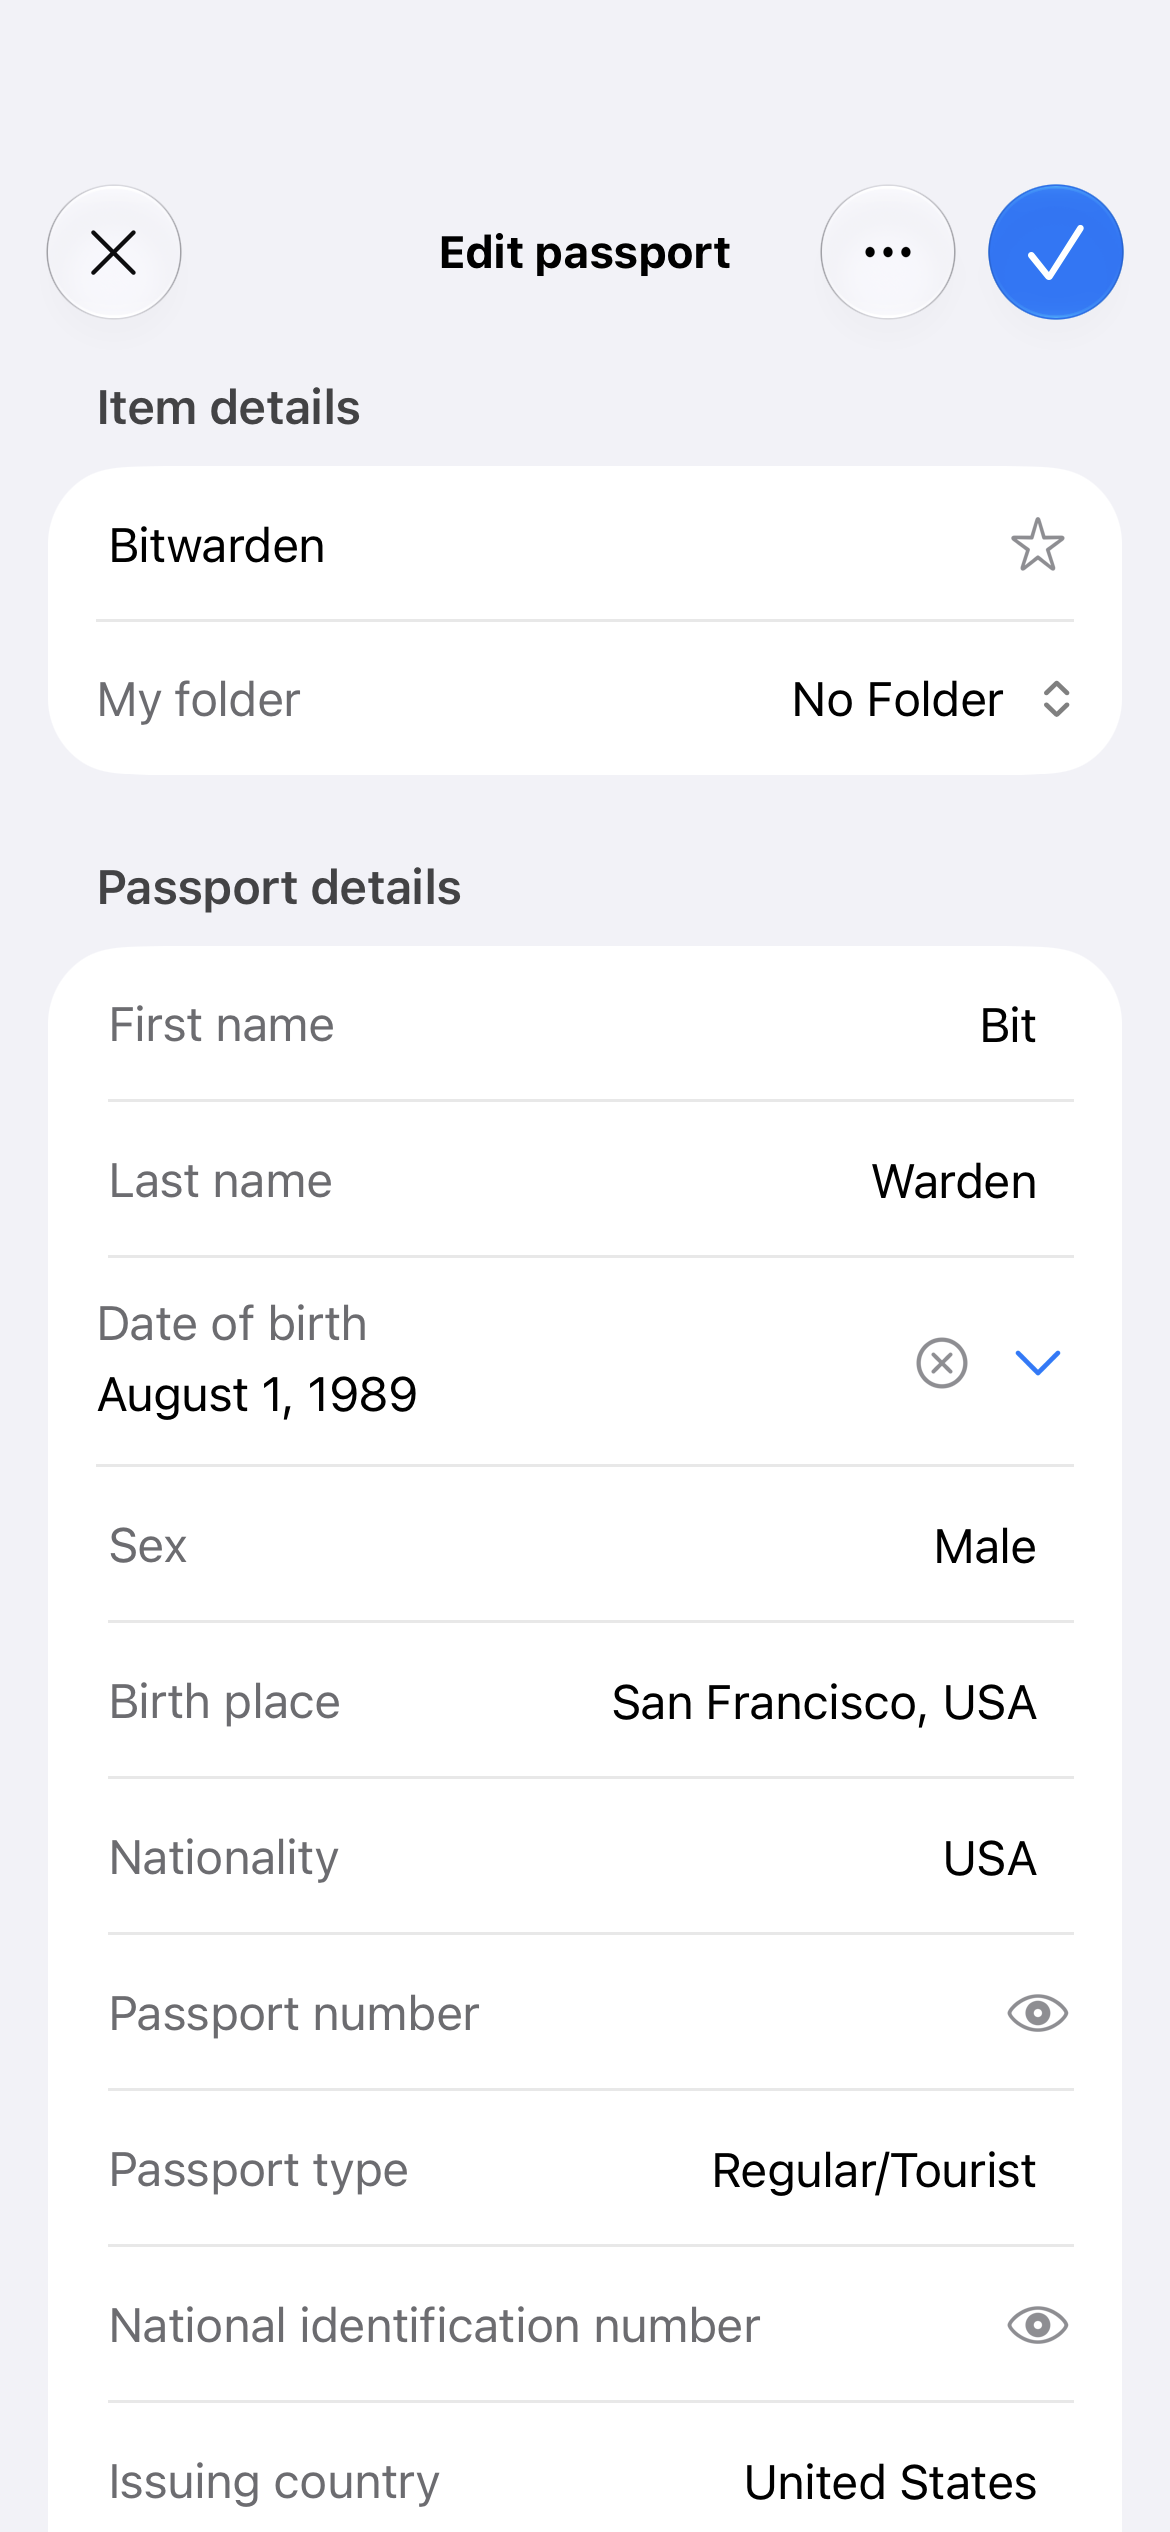 Edit passport
Item details
Bitwarden
My folder No Folder
Passport details
First name Bit
Last name Warden
Date of birth
August 1, 1989
Sex Male
Birth place San Francisco, USA
Nationality USA
Passport number
Passport type Regular/Tourist
National identification number
Issuing country United States